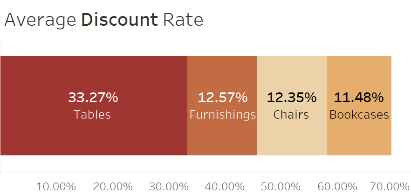 Average Discount Rate
33.27% 12.57% 12.35% 11.48%
Tables Furnishings Chairs Bookcases
10.00% 20.00% 30.00% 40.00% 50.00% 60.00% 70.00%